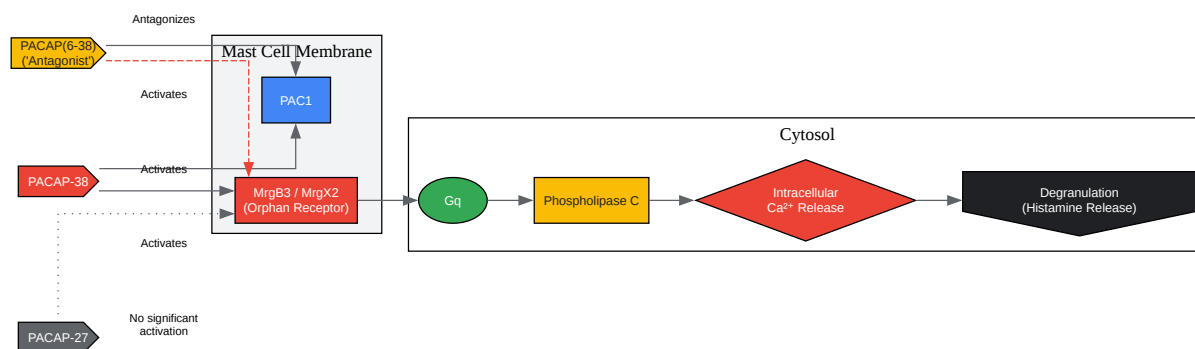 Antagonizes
PACAP(6-38)
('Antagonist')
Mast Cell Membrane
Activates
PAC1
Cytosol
Activates
PACAP-38
MrgB3 / MrgX2
(Orphan Receptor)
Gq
Phospholipase C
Intracellular
Ca²⁺ Release
Degranulation
(Histamine Release)
Activates
No significant
activation
PACAP-27